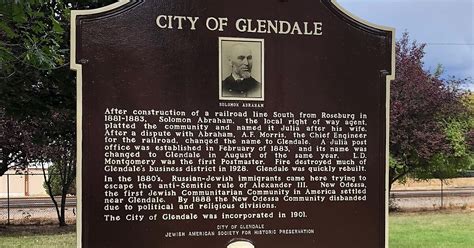 CITY OF GLENDALE
SOLOMON ABRAHAM
After construction of a railroad line South from Roseburg in
1881-1883, Solomon Abraham, the local right of way agent,
platted the community and named it Julia after his wife.
After a dispute with Abraham, A.F. Morris, the Chief Engineer
for the railroad, changed the name to Glendale. A Julia post
office was established in February of 1883, and its name was
changed to Glendale in August of the same year. L.D.
Montgomery was the first Postmaster. Fire destroyed much of
Glendale's business district in 1928. Glendale was quickly rebuilt.
In the 1880's, Russian-Jewish immigrants came here trying to
escape the anti-Semitic rule of Alexander III. New Odessa,
the first Jewish Communitarian Community in America settled
near Glendale. By 1888 the New Odessa Community disbanded
due to political and religious divisions.
The City of Glendale was incorporated in 1901.
CITY OF GLENDALE
JEWISH AMERICAN SOCIETY FOR HISTORIC PRESERVATION